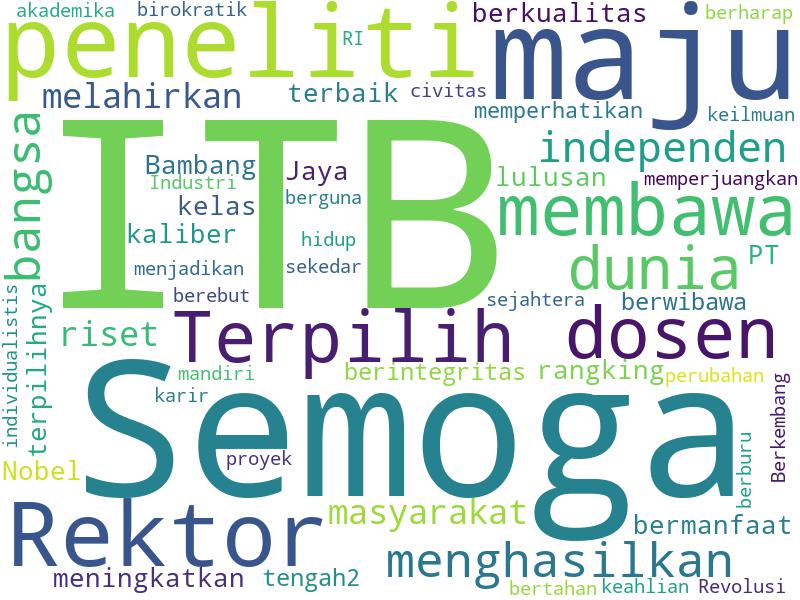 akademika birokratik berkualitas berharap
peneliti RI maju
melahirkan terbaik civitas
memperhatikan keilmuan
bangsa ITB independen
Bambang Jaya lulusan memperjuangkan
Industri berguna
kelas membawa
kaliber hidup dunia PT
menjadikan sekedar
berebut sejahtera berwibawa
individualistis terpilihnya riset Terpilih dosen
mandiri berintegritas rangking perubahan
karir Semoga Berkembang
proyek berburu
Nobel
Rektor masyarakat bermanfaat
menghasilkan
meningkatkan tengah2 bertahan keahlian Revolusi